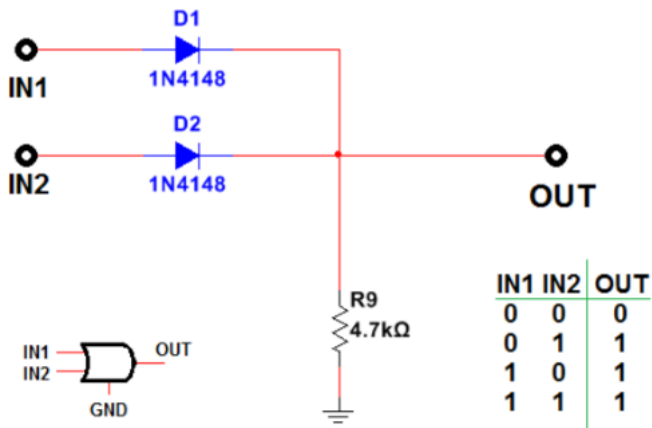 D1
1N4148
IN1
D2
1N4148
IN2
OUT
R9
4.7kΩ
IN1 IN2 OUT
0 0 0
0 1 1
1 0 1
1 1 1
IN1
IN2
OUT
GND